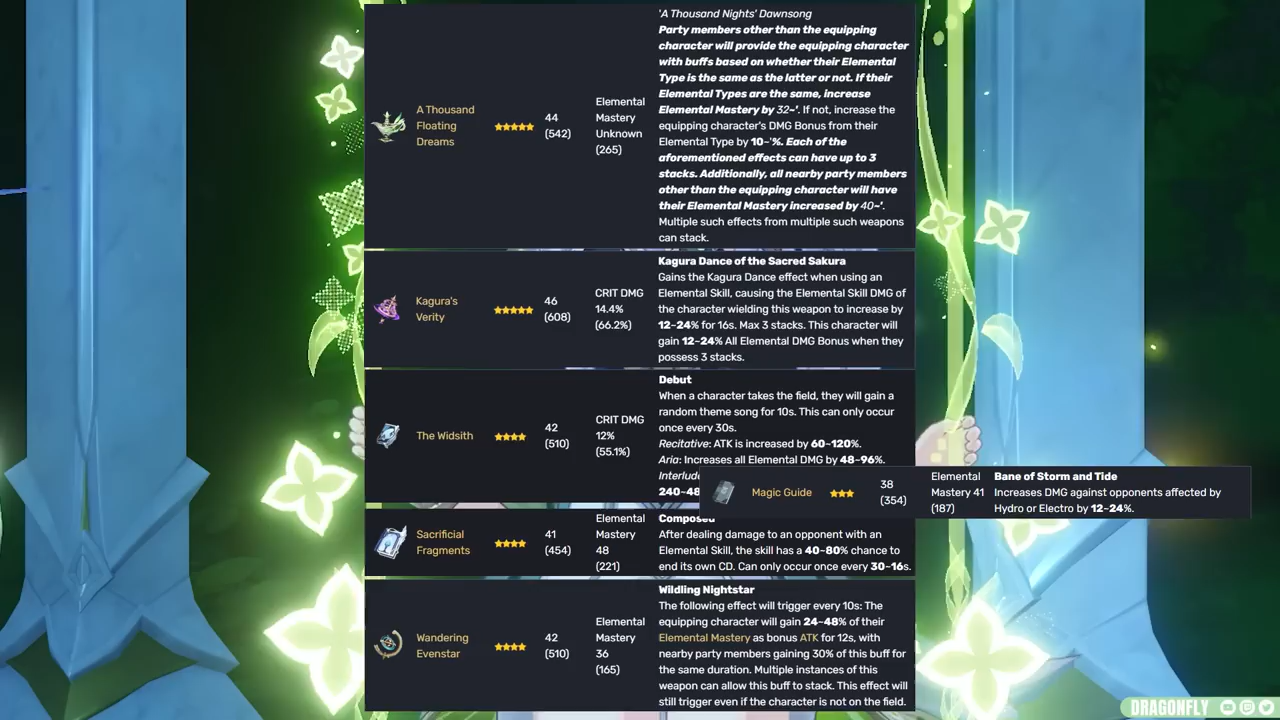 A Thousand
Floating
Dreams
44
(542)
Elemental
Mastery
Unknown
(265)
'A Thousand Nights' Dawnsong
Party members other than the equipping
character will provide the equipping character
with buffs based on whether their Elemental
Type is the same as the latter or not. If their
Elemental Types are the same, increase
Elemental Mastery by 32~'. If not, increase the
equipping character's DMG Bonus from their
Elemental Type by 10~'%. Each of the
aforementioned effects can have up to 3
stacks. Additionally, all nearby party members
other than the equipping character will have
their Elemental Mastery increased by 40~'.
Multiple such effects from multiple such weapons
can stack.
Kagura's
Verity
46
(608)
CRIT DMG
14.4%
(66.2%)
Kagura Dance of the Sacred Sakura
Gains the Kagura Dance effect when using an
Elemental Skill, causing the Elemental Skill DMG of
the character wielding this weapon to increase by
12~24% for 16s. Max 3 stacks. This character will
gain 12~24% All Elemental DMG Bonus when they
possess 3 stacks.
The Widsith
42
(510)
CRIT DMG
12%
(55.1%)
Debut
When a character takes the field, they will gain a
random theme song for 10s. This can only occur
once every 30s.
Recitative: ATK is increased by 60~120%.
Aria: Increases all Elemental DMG by 48~96%.
Interlude
240~48
Magic Guide
38
(354)
Elemental
Mastery 41
(187)
Bane of Storm and Tide
Increases DMG against opponents affected by
Hydro or Electro by 12~24%.
Sacrificial
Fragments
41
(454)
Elemental
Mastery
48
(221)
Composed
After dealing damage to an opponent with an
Elemental Skill, the skill has a 40~80% chance to
end its own CD. Can only occur once every 30~16s.
Wandering
Evenstar
42
(510)
Elemental
Mastery
36
(165)
Wildling Nightstar
The following effect will trigger every 10s: The
equipping character will gain 24~48% of their
Elemental Mastery as bonus ATK for 12s, with
nearby party members gaining 30% of this buff for
the same duration. Multiple instances of this
weapon can allow this buff to stack. This effect will
still trigger even if the character is not on the field.
DRAGONFLY